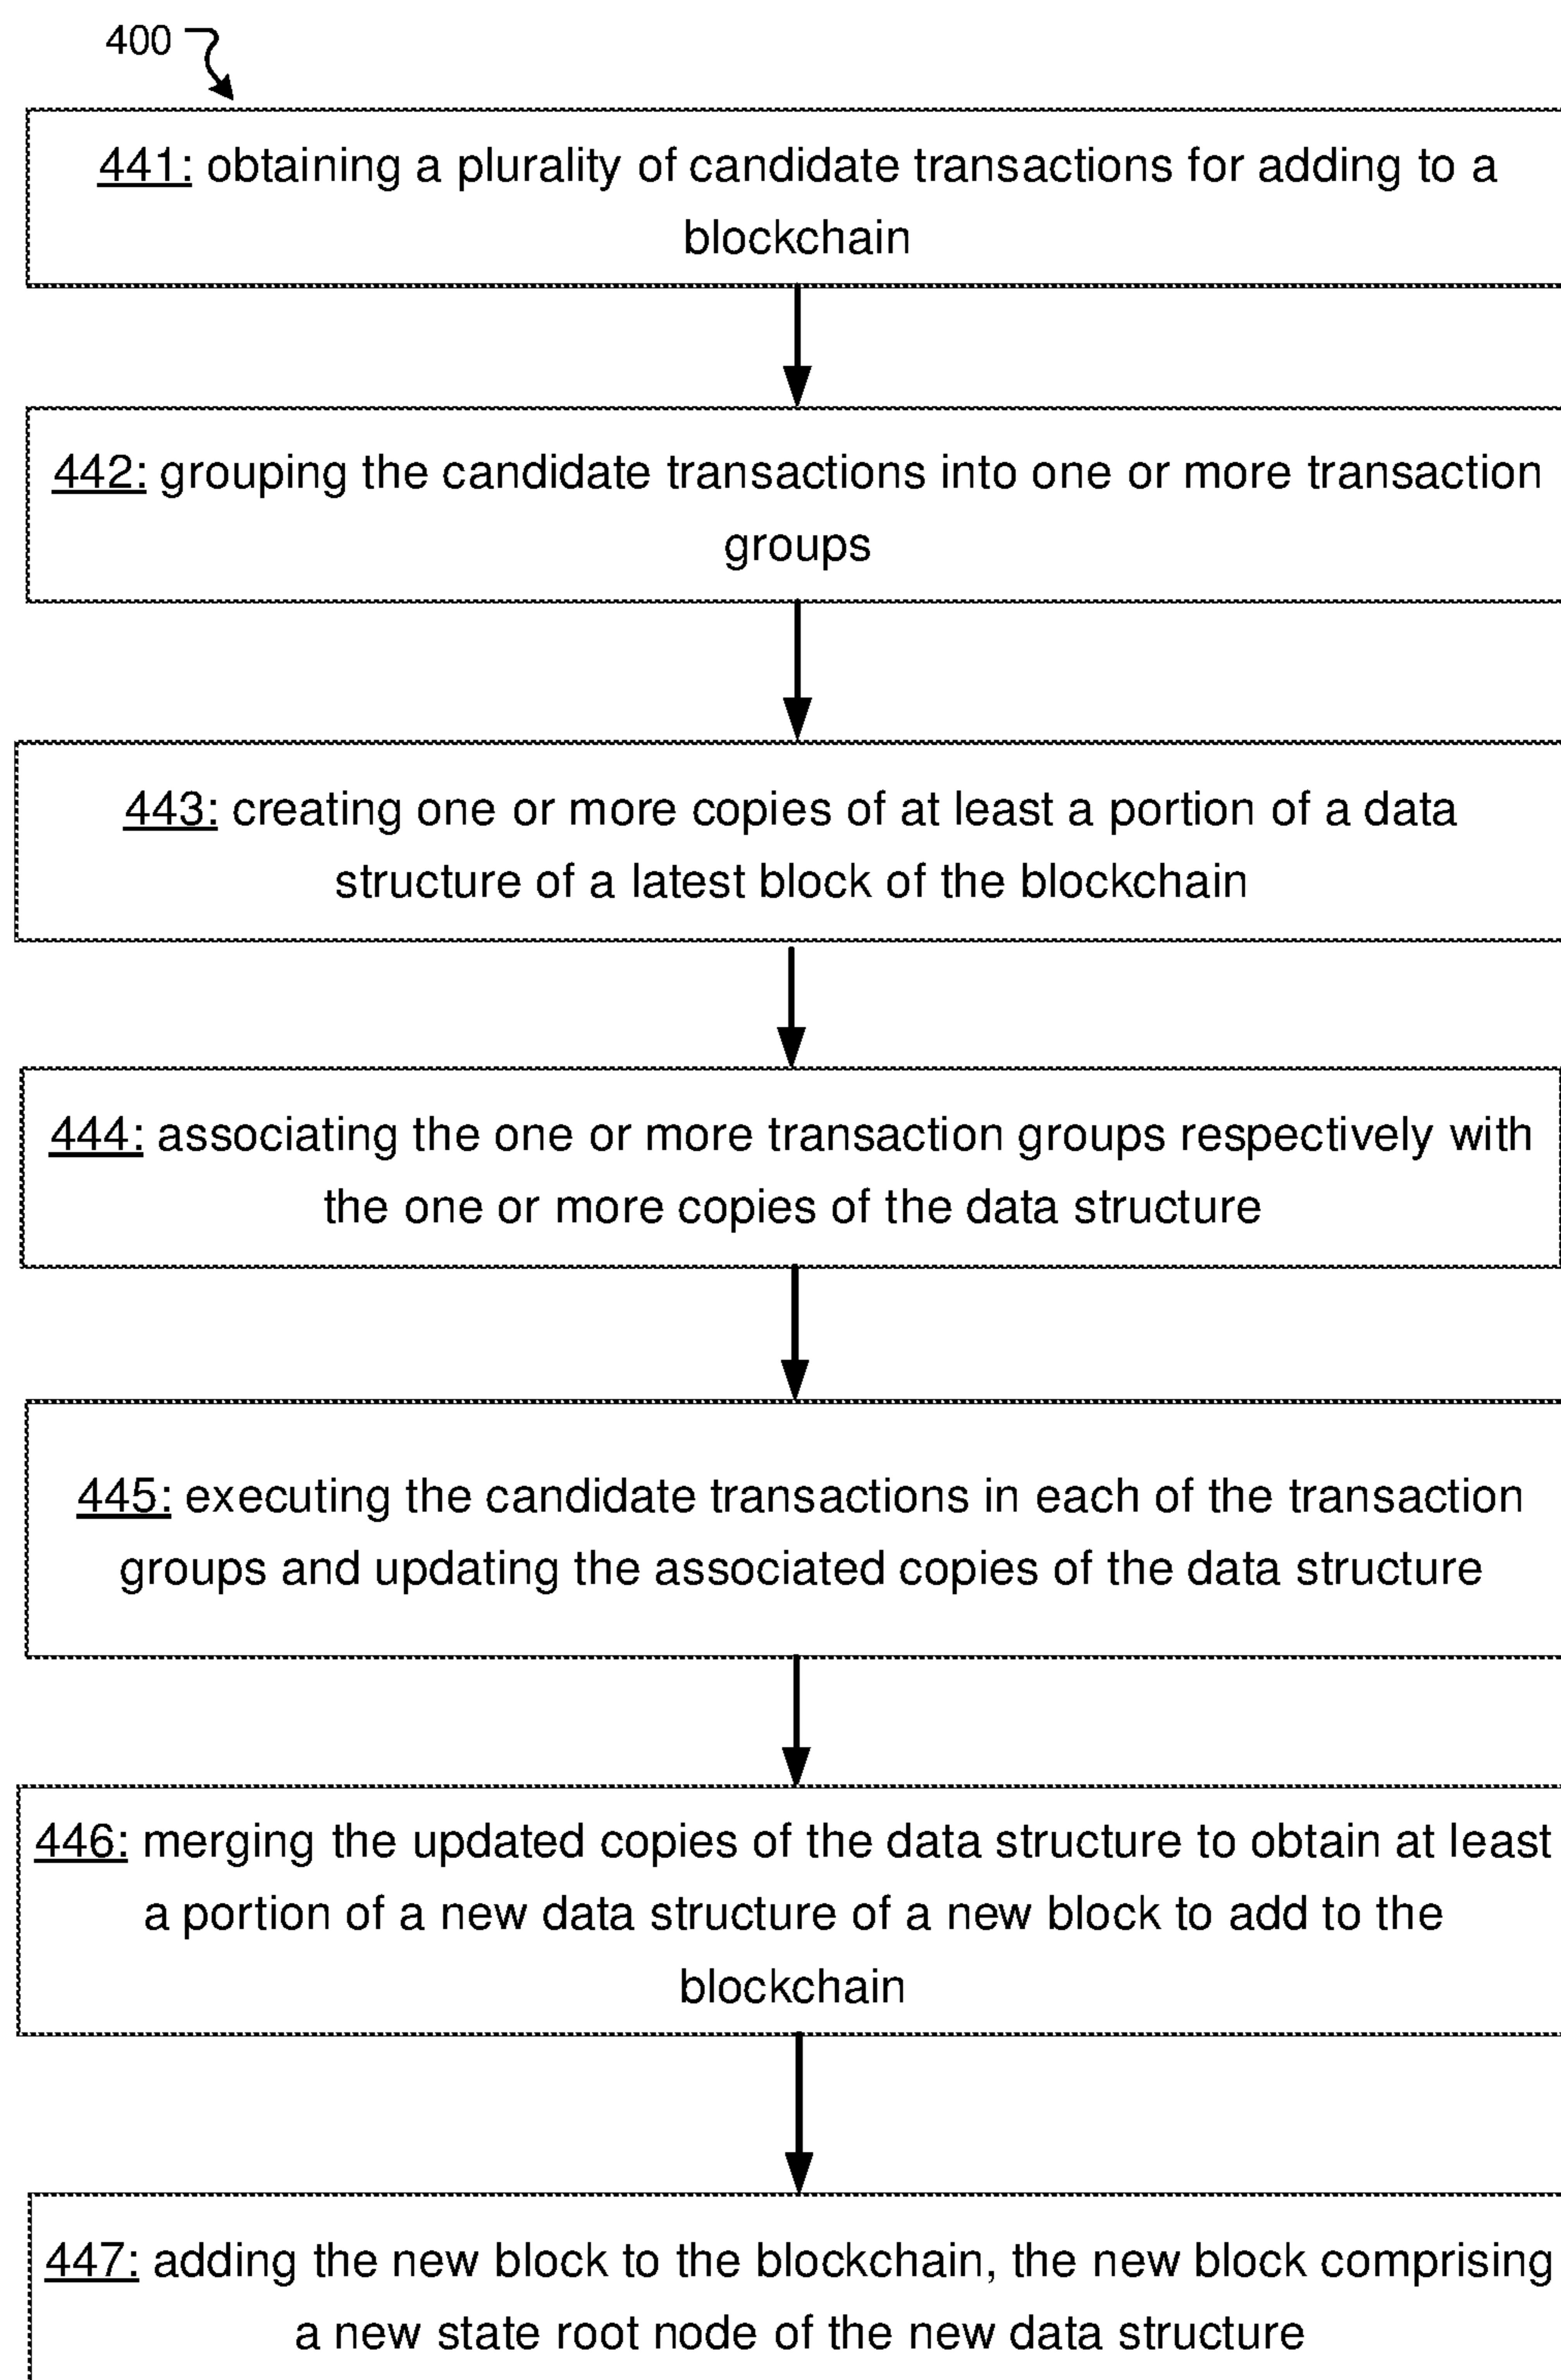 400
441: obtaining a plurality of candidate transactions for adding to a
blockchain
442: grouping the candidate transactions into one or more transaction
groups
443: creating one or more copies of at least a portion of a data
structure of a latest block of the blockchain
444: associating the one or more transaction groups respectively with
the one or more copies of the data structure
445: executing the candidate transactions in each of the transaction
groups and updating the associated copies of the data structure
446: merging the updated copies of the data structure to obtain at least
a portion of a new data structure of a new block to add to the
blockchain
447: adding the new block to the blockchain, the new block comprising
a new state root node of the new data structure